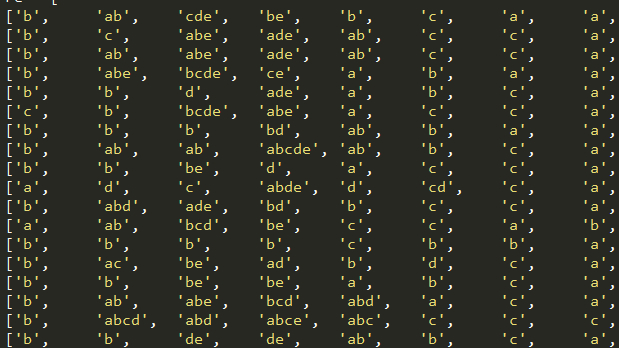 ['b', 'ab', 'cde', 'be', 'b', 'c', 'a', 'a',
['b', 'c', 'abe', 'ade', 'ab', 'c', 'c', 'a',
['b', 'ab', 'abe', 'ade', 'ab', 'c', 'c', 'a',
['b', 'abe', 'bcde', 'ce', 'a', 'b', 'a', 'a',
['b', 'b', 'd', 'ade', 'a', 'b', 'c', 'a',
['c', 'b', 'bcde', 'abe', 'a', 'c', 'c', 'a',
['b', 'b', 'b', 'bd', 'ab', 'b', 'a', 'a',
['b', 'ab', 'ab', 'abcde', 'ab', 'b', 'c', 'a',
['b', 'b', 'be', 'd', 'a', 'c', 'c', 'a',
['a', 'd', 'c', 'abde', 'd', 'cd', 'c', 'a',
['b', 'abd', 'ade', 'bd', 'b', 'c', 'c', 'a',
['a', 'ab', 'bcd', 'be', 'c', 'c', 'a', 'b',
['b', 'b', 'b', 'b', 'c', 'b', 'b', 'a',
['b', 'ac', 'be', 'ad', 'b', 'd', 'c', 'a',
['b', 'b', 'be', 'be', 'a', 'b', 'c', 'a',
['b', 'ab', 'abe', 'bcd', 'abd', 'a', 'c', 'a',
['b', 'abcd', 'abd', 'abce', 'abc', 'c', 'c', 'c',
['b', 'b', 'de', 'de', 'ab', 'b', 'c', 'a',